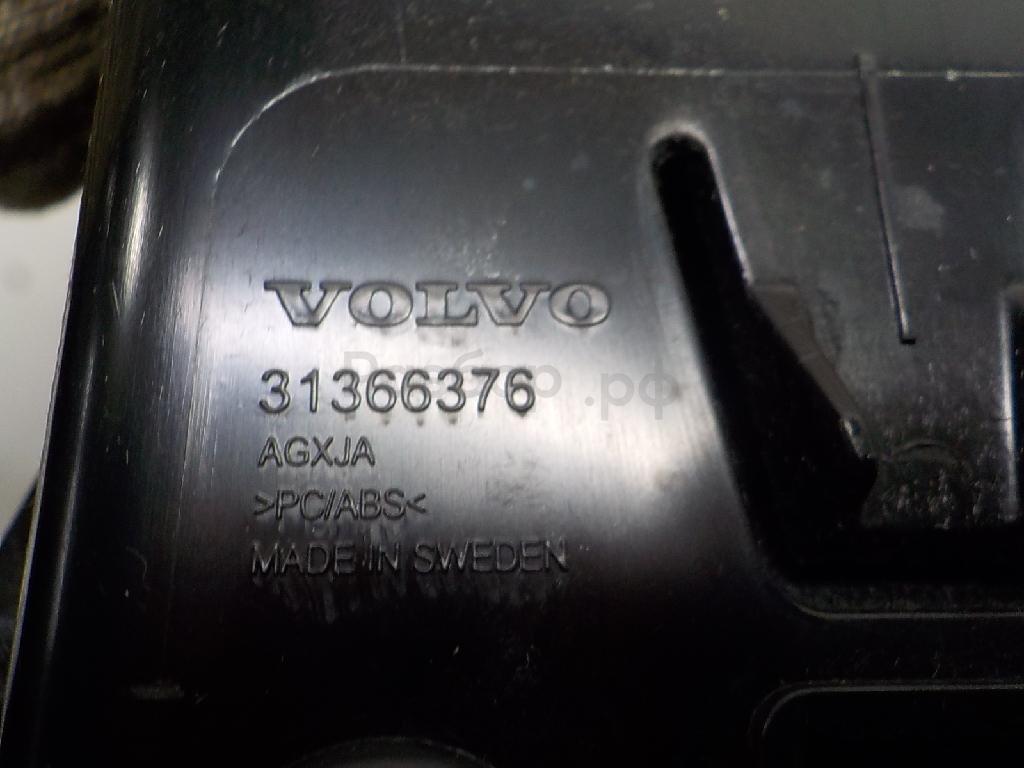 VOLVO
31366376
AGXJA
>PC/ABS<
MADE IN SWEDEN